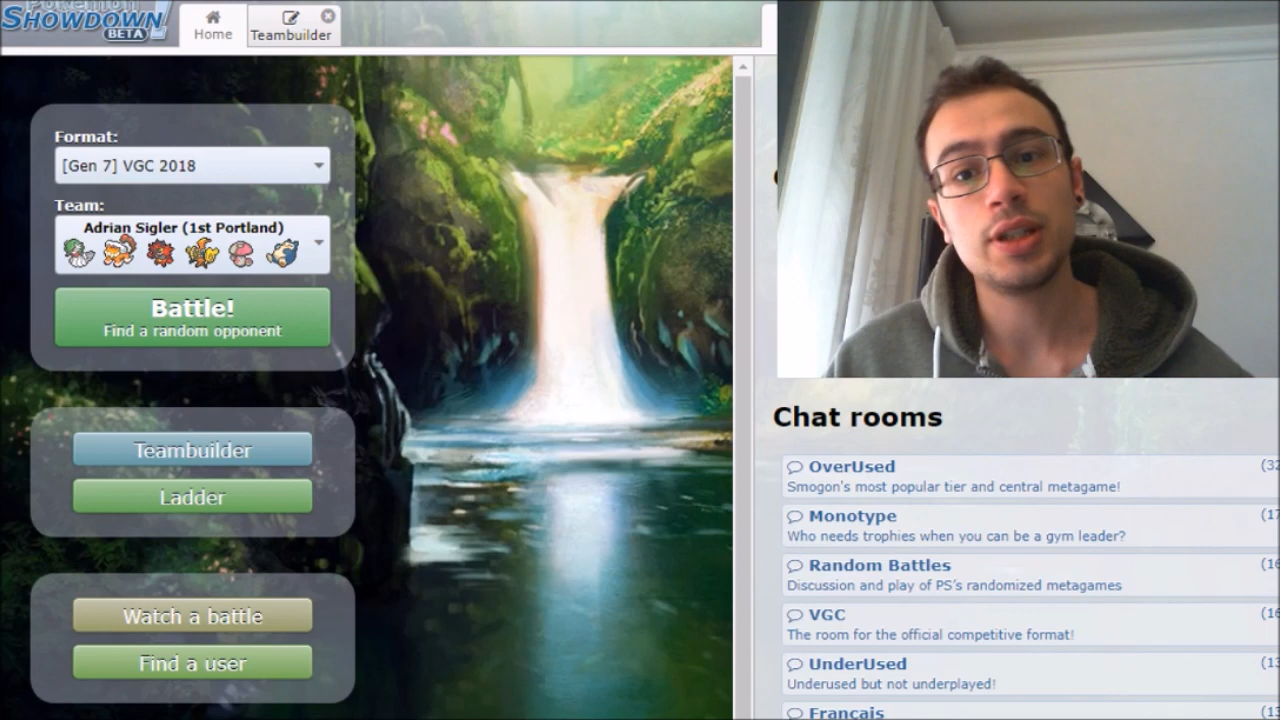 Pokémon
SHOWDOWN!
BETA
Home
Teambuilder
Format:
[Gen 7] VGC 2018
Team:
Adrian Sigler (1st Portland)
Battle!
Find a random opponent
Teambuilder
Ladder
Watch a battle
Find a user
Chat rooms
OverUsed
Smogon's most popular tier and central metagame!
Monotype
Who needs trophies when you can be a gym leader?
Random Battles
Discussion and play of PS's randomized metagames
VGC
The room for the official competitive format!
UnderUsed
Underused but not underplayed!
Français